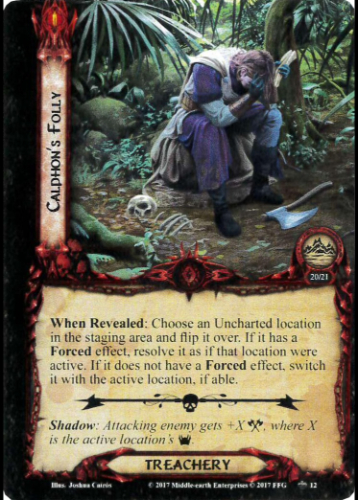 CALPHON'S FOLLY
20/21
When Revealed: Choose an Uncharted location
in the staging area and flip it over. If it has a
Forced effect, resolve it as if that location were
active. If it does not have a Forced effect, switch
it with the active location, if able.
Shadow: Attacking enemy gets +X , where X
is the active location's .
TREACHERY
Illus. Joshua Cairós
© 2017 Middle-earth Enterprises © 2017 FFG
12